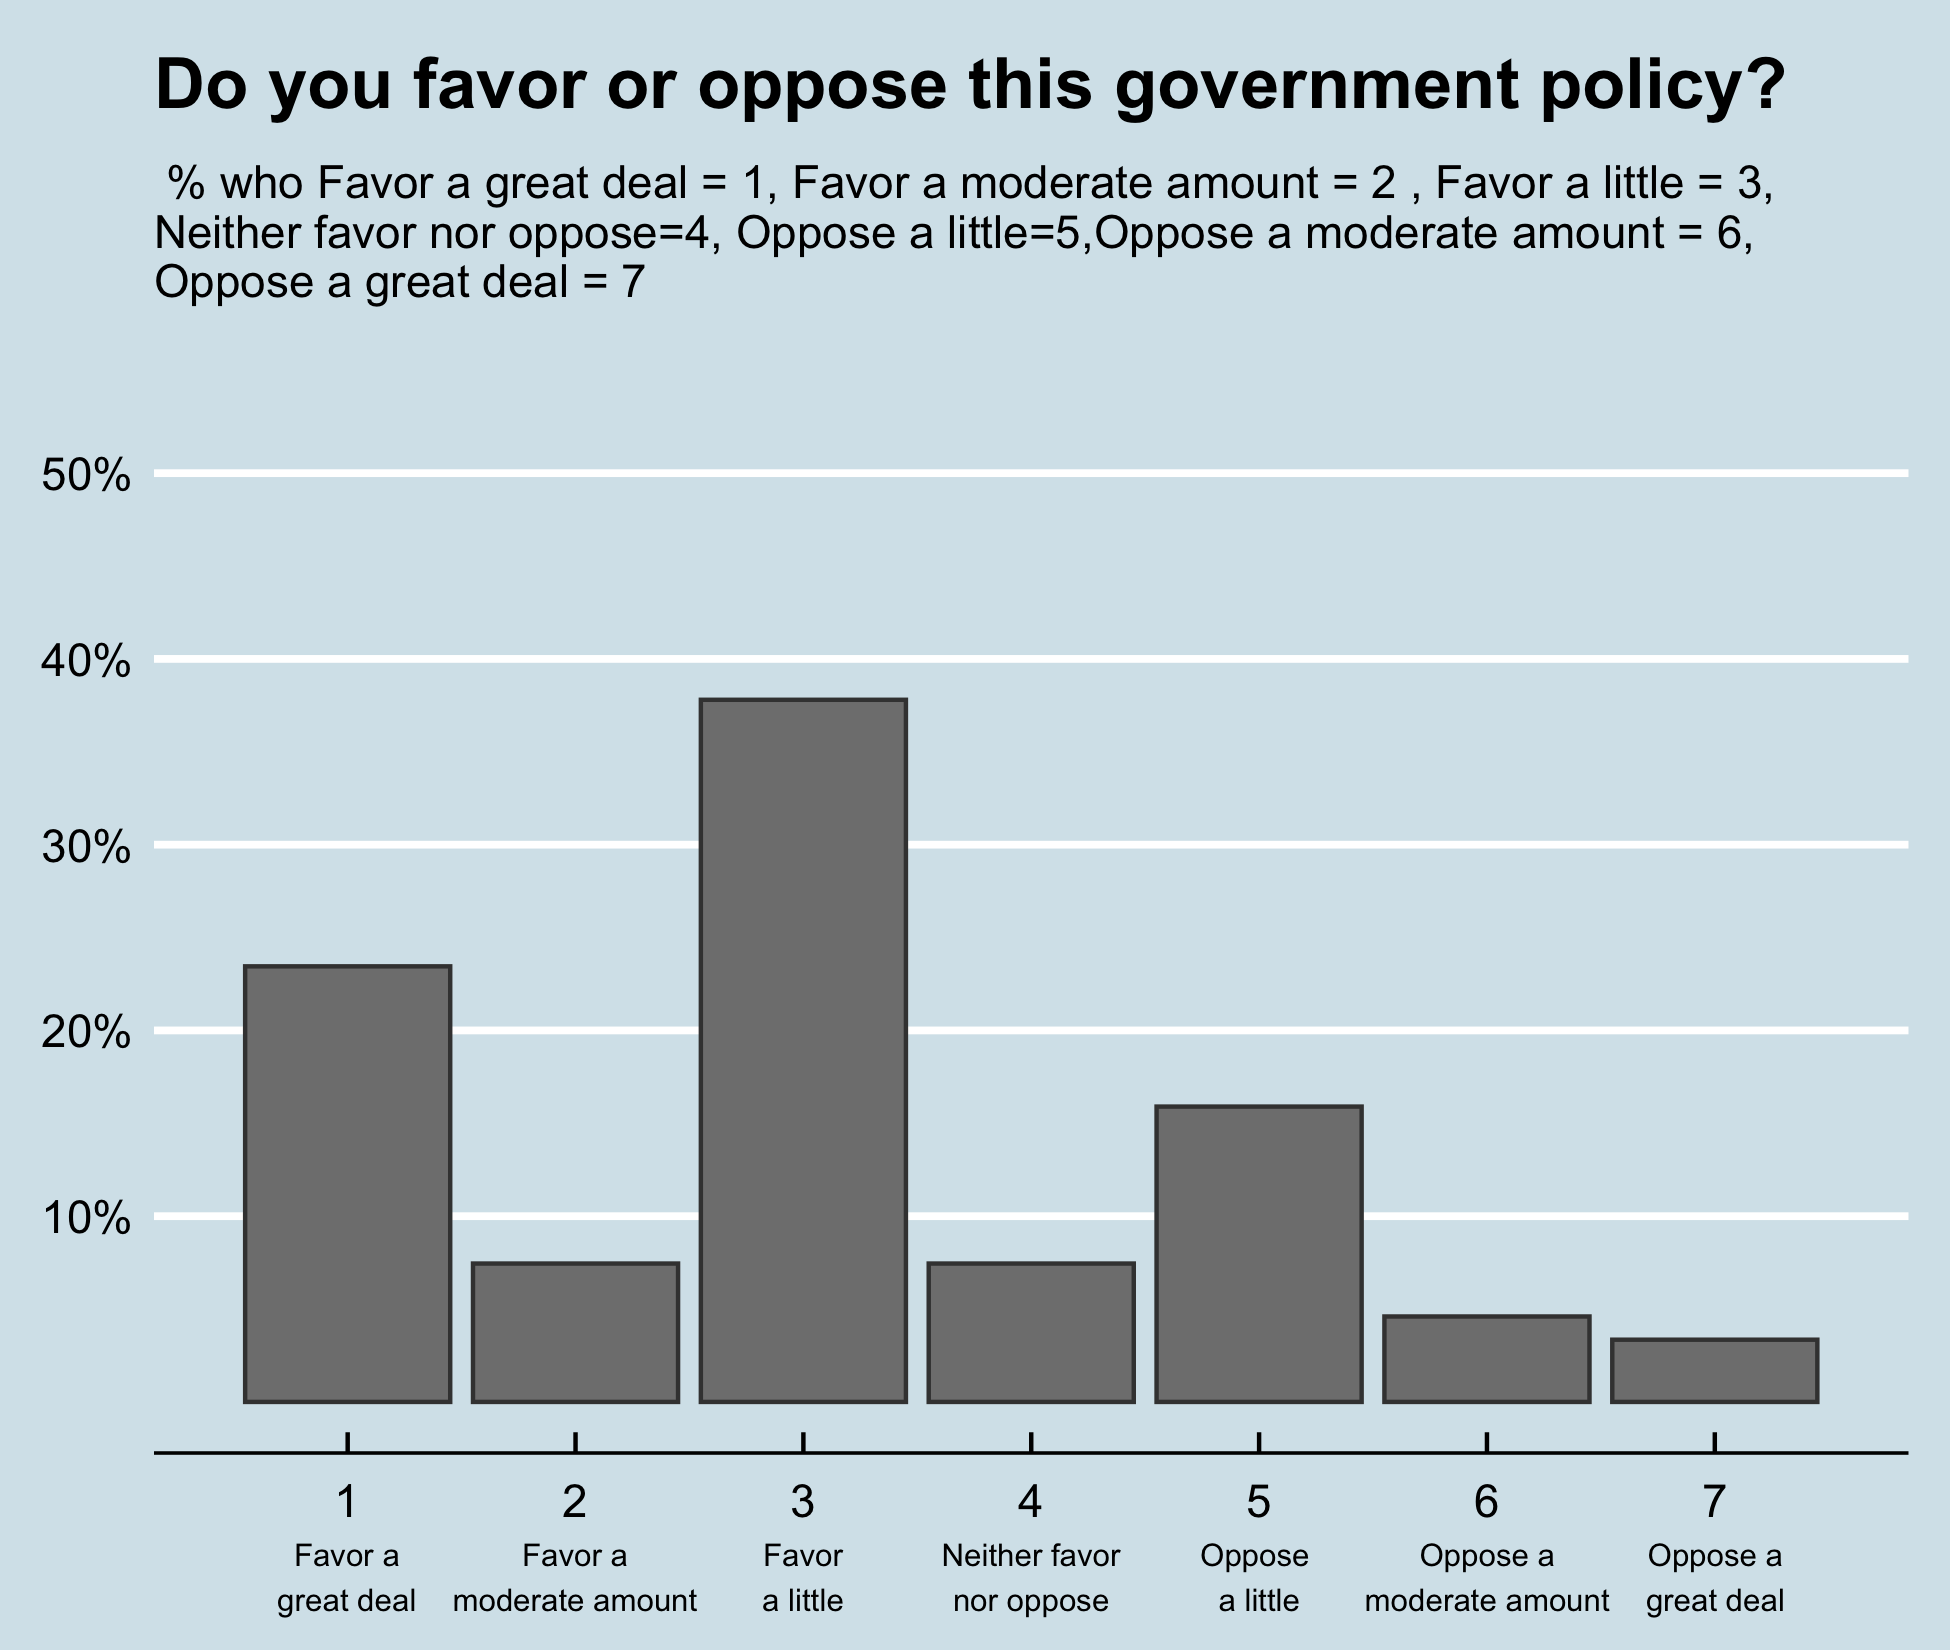 Do you favor or oppose this government policy?
% who Favor a great deal = 1, Favor a moderate amount = 2 , Favor a little = 3,
Neither favor nor oppose=4, Oppose a little=5,Oppose a moderate amount = 6,
Oppose a great deal = 7
50%
40%
30%
20%
10%
1 2 3 4 5 6 7
Favor a Favor a Favor Neither favor Oppose Oppose a Oppose a
great deal moderate amount a little nor oppose a little moderate amount great deal